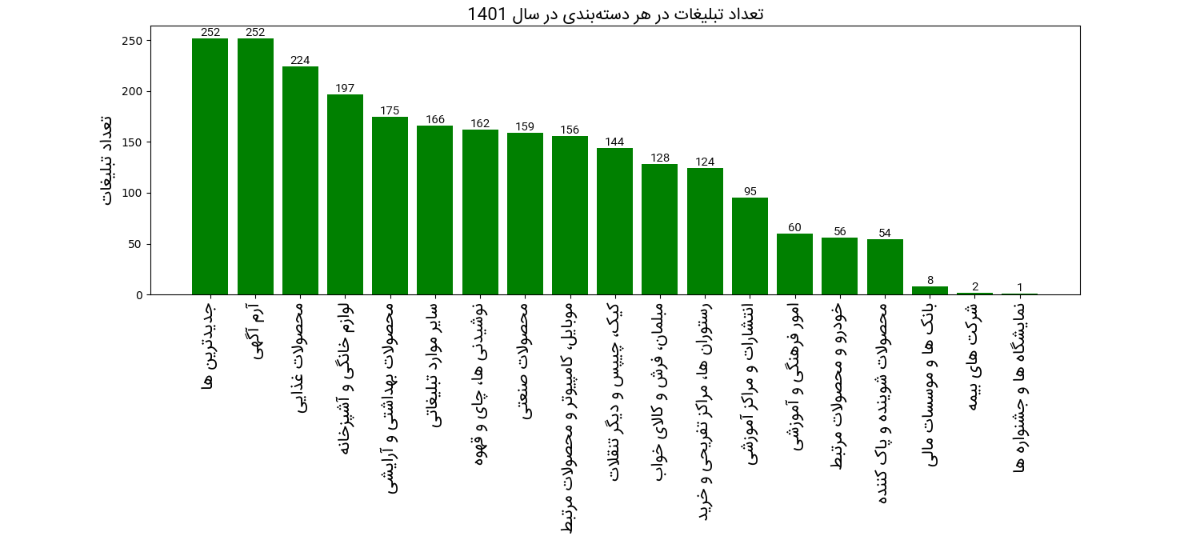 تعداد تبلیغات در هر دسته‌بندی در سال 1401
تعداد تبلیغات
250
200
150
100
50
0
252
252
224
197
175
166
162
159
156
144
128
124
95
60
56
54
8
2
1
جدیدترین ها
آرم آگهی
محصولات غذایی
لوازم خانگی و آشپزخانه
محصولات بهداشتی و آرایشی
سایر موارد تبلیغاتی
نوشیدنی ها، چای و قهوه
محصولات صنعتی
موبایل، کامپیوتر و محصولات مرتبط
کیک، چیپس و دیگر تنقلات
مبلمان، فرش و کالای خواب
رستوران ها، مراکز تفریحی و خرید
انتشارات و مراکز آموزشی
امور فرهنگی و آموزشی
خودرو و محصولات مرتبط
محصولات شوینده و پاک کننده
بانک ها و موسسات مالی
شرکت های بیمه
نمایشگاه ها و جشنواره ها